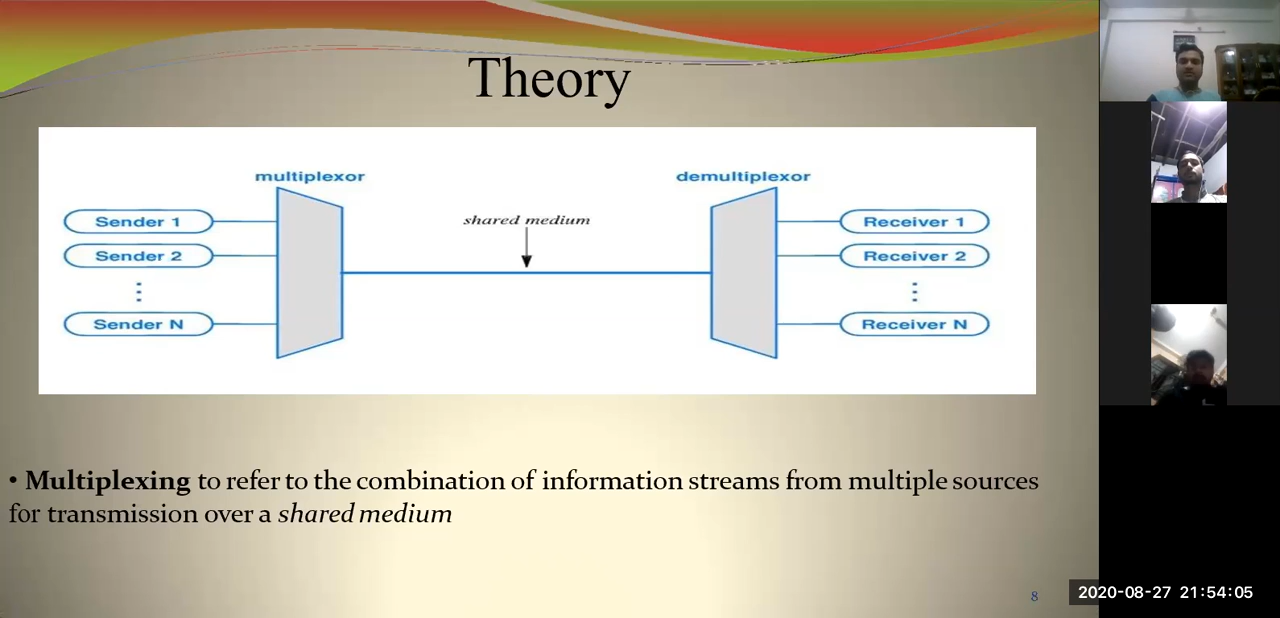 Theory
multiplexor
demultiplexor
shared medium
Sender 1
Receiver 1
Sender 2
Receiver 2
Sender N
Receiver N
• Multiplexing to refer to the combination of information streams from multiple sources
for transmission over a shared medium
8
2020-08-27 21:54:05